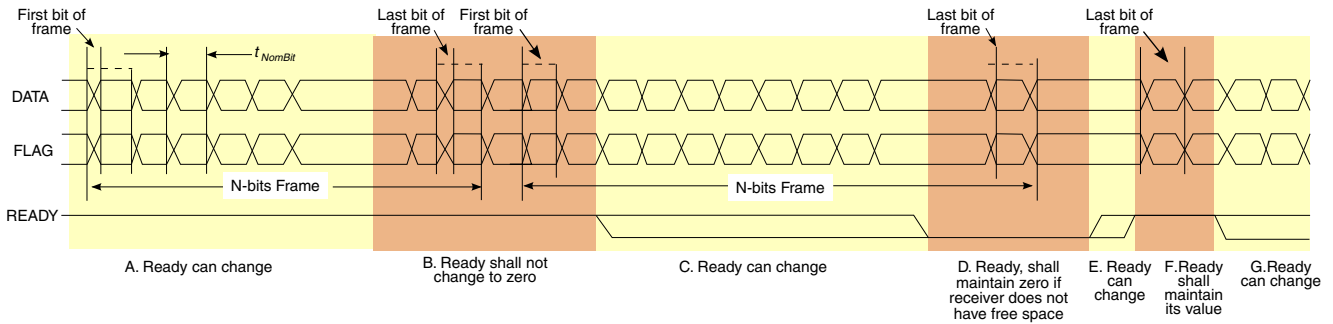 First bit of
frame
t NomBit
Last bit of
frame
First bit of
frame
Last bit of
frame
Last bit of
frame
DATA
FLAG
N-bits Frame
N-bits Frame
READY
A. Ready can change
B. Ready shall not
change to zero
C. Ready can change
D. Ready, shall
maintain zero if
receiver does not
have free space
E. Ready
can
change
F.Ready
shall
maintain
its value
G.Ready
can change